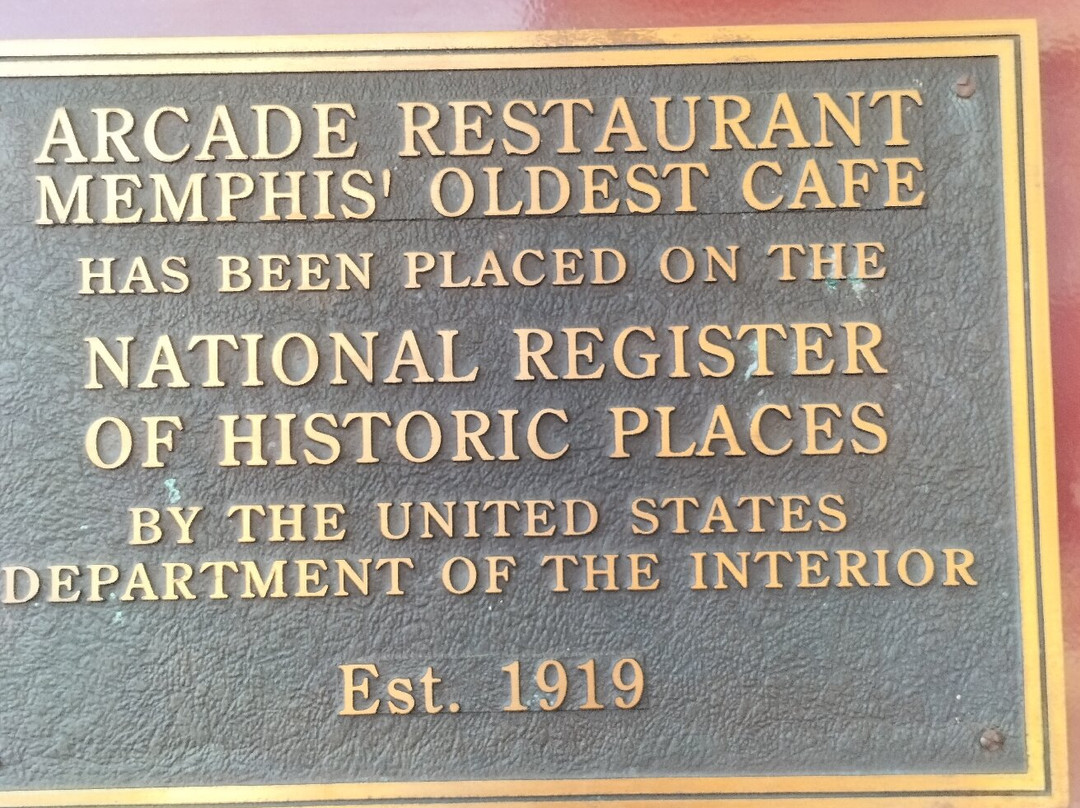 ARCADE RESTAURANT
MEMPHIS' OLDEST CAFE
HAS BEEN PLACED ON THE
NATIONAL REGISTER
OF HISTORIC PLACES
BY THE UNITED STATES
DEPARTMENT OF THE INTERIOR
Est. 1919